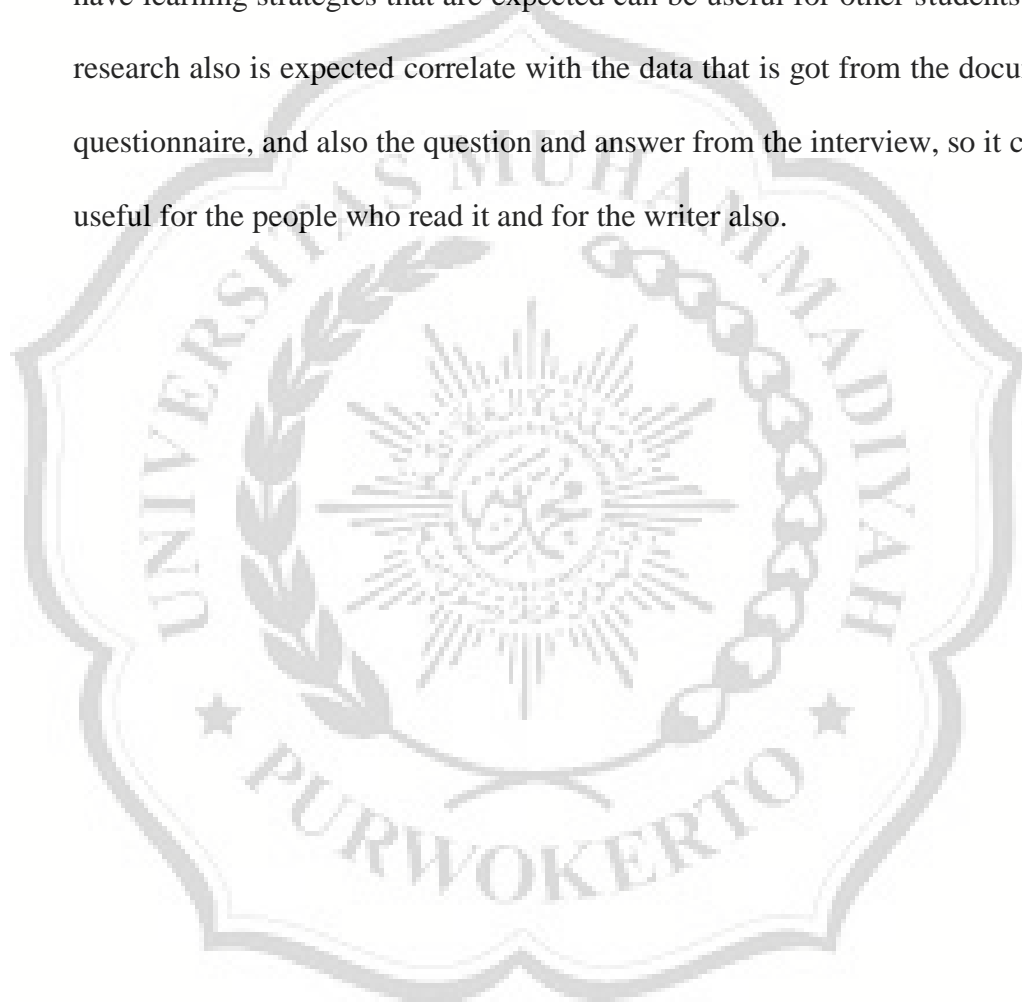 have learning strategies that are expected can be useful for other students
research also is expected correlate with the data that is got from the docu
questionnaire, and also the question and answer from the interview, so it c
useful for the people who read it and for the writer also.
UNIVERSITAS MUHAMMADIYAH
PURWOKERTO